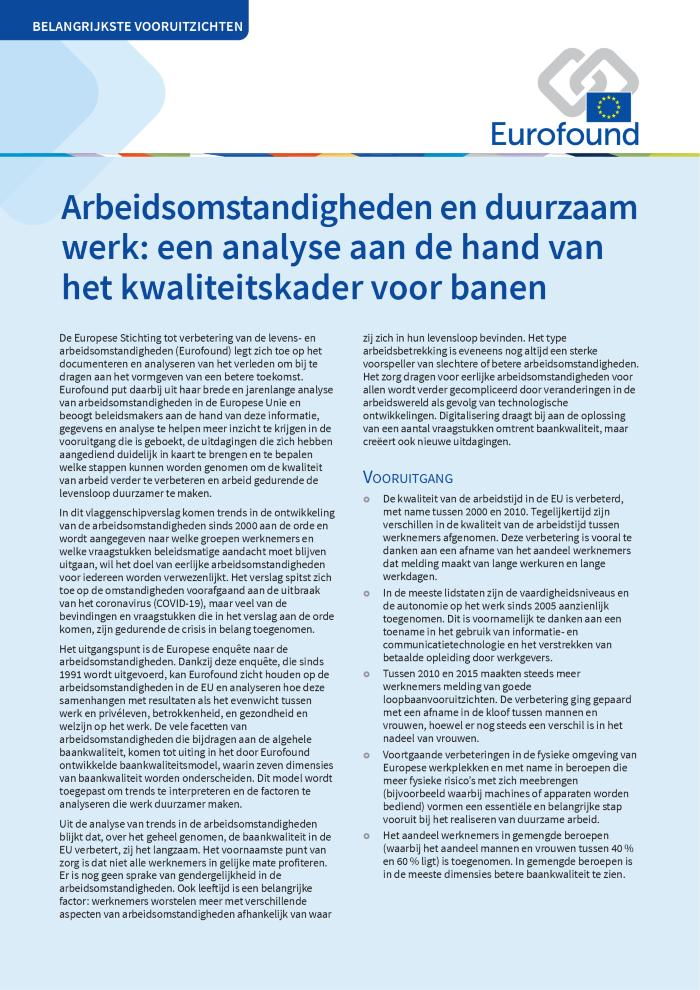 BELANGRIJKSTE VOORUITZICHTEN
Eurofound
Arbeidsomstandigheden en duurzaam
werk: een analyse aan de hand van
het kwaliteitskader voor banen
De Europese Stichting tot verbetering van de levens- en
arbeidsomstandigheden (Eurofound) legt zich toe op het
documenteren en analyseren van het verleden om bij te
dragen aan het vormgeven van een betere toekomst.
Eurofound put daarbij uit haar brede en jarenlange analyse
van arbeidsomstandigheden in de Europese Unie en
beoogt beleidsmakers aan de hand van deze informatie,
gegevens en analyse te helpen meer inzicht te krijgen in de
vooruitgang die is geboekt, de uitdagingen die zich hebben
aangediend duidelijk in kaart te brengen en te bepalen
welke stappen kunnen worden genomen om de kwaliteit
van arbeid verder te verbeteren en arbeid gedurende de
levensloop duurzamer te maken.
In dit vlaggenschipverslag komen trends in de ontwikkeling
van de arbeidsomstandigheden sinds 2000 aan de orde en
wordt aangegeven naar welke groepen werknemers en
welke vraagstukken beleidsmatige aandacht moet blijven
uitgaan, wil het doel van eerlijke arbeidsomstandigheden
voor iedereen worden verwezenlijkt. Het verslag spitst zich
toe op de omstandigheden voorafgaand aan de uitbraak
van het coronavirus (COVID-19), maar veel van de
bevindingen en vraagstukken die in het verslag aan de orde
komen, zijn gedurende de crisis in belang toegenomen.
Het uitgangspunt is de Europese enquête naar de
arbeidsomstandigheden. Dankzij deze enquête, die sinds
1991 wordt uitgevoerd, kan Eurofound zicht houden op de
arbeidsomstandigheden in de EU en analyseren hoe deze
samenhangen met resultaten als het evenwicht tussen
werk en privéleven, betrokkenheid, en gezondheid en
welzijn op het werk. De vele facetten van
arbeidsomstandigheden die bijdragen aan de algehele
baankwaliteit, komen tot uiting in het door Eurofound
ontwikkelde baankwaliteitsmodel, waarin zeven dimensies
van baankwaliteit worden onderscheiden. Dit model wordt
toegepast om trends te interpreteren en de factoren te
analyseren die werk duurzamer maken.
Uit de analyse van trends in de arbeidsomstandigheden
blijkt dat, over het geheel genomen, de baankwaliteit in de
EU verbetert, zij het langzaam. Het voornaamste punt van
zorg is dat niet alle werknemers in gelijke mate profiteren.
Er is nog geen sprake van gendergelijkheid in de
arbeidsomstandigheden. Ook leeftijd is een belangrijke
factor: werknemers worstelen meer met verschillende
aspecten van arbeidsomstandigheden afhankelijk van waar
zij zich in hun levensloop bevinden. Het type
arbeidsbetrekking is eveneens nog altijd een sterke
voorspeller van slechtere of betere arbeidsomstandigheden.
Het zorg dragen voor eerlijke arbeidsomstandigheden voor
allen wordt verder gecompliceerd door veranderingen in de
arbeidswereld als gevolg van technologische
ontwikkelingen. Digitalisering draagt bij aan de oplossing
van een aantal vraagstukken omtrent baankwaliteit, maar
creëert ook nieuwe uitdagingen.
VOORUITGANG
De kwaliteit van de arbeidstijd in de EU is verbeterd,
met name tussen 2000 en 2010. Tegelijkertijd zijn
verschillen in de kwaliteit van de arbeidstijd tussen
werknemers afgenomen. Deze verbetering is vooral te
danken aan een afname van het aandeel werknemers
dat melding maakt van lange werkuren en lange
werkdagen.
In de meeste lidstaten zijn de vaardigheidsniveaus en
de autonomie op het werk sinds 2005 aanzienlijk
toegenomen. Dit is voornamelijk te danken aan een
toename in het gebruik van informatie- en
communicatietechnologie en het verstrekken van
betaalde opleiding door werkgevers.
Tussen 2010 en 2015 maakten steeds meer
werknemers melding van goede
loopbaanvooruitzichten. De verbetering ging gepaard
met een afname in de kloof tussen mannen en
vrouwen, hoewel er nog steeds een verschil is in het
nadeel van vrouwen.
Voortgaande verbeteringen in de fysieke omgeving van
Europese werkplekken en met name in beroepen die
meer fysieke risico's met zich meebrengen
(bijvoorbeeld waarbij machines of apparaten worden
bediend) vormen een essentiële en belangrijke stap
vooruit bij het realiseren van duurzame arbeid.
Het aandeel werknemers in gemengde beroepen
(waarbij het aandeel mannen en vrouwen tussen 40 %
en 60 % ligt) is toegenomen. In gemengde beroepen is
in de meeste dimensies betere baankwaliteit te zien.